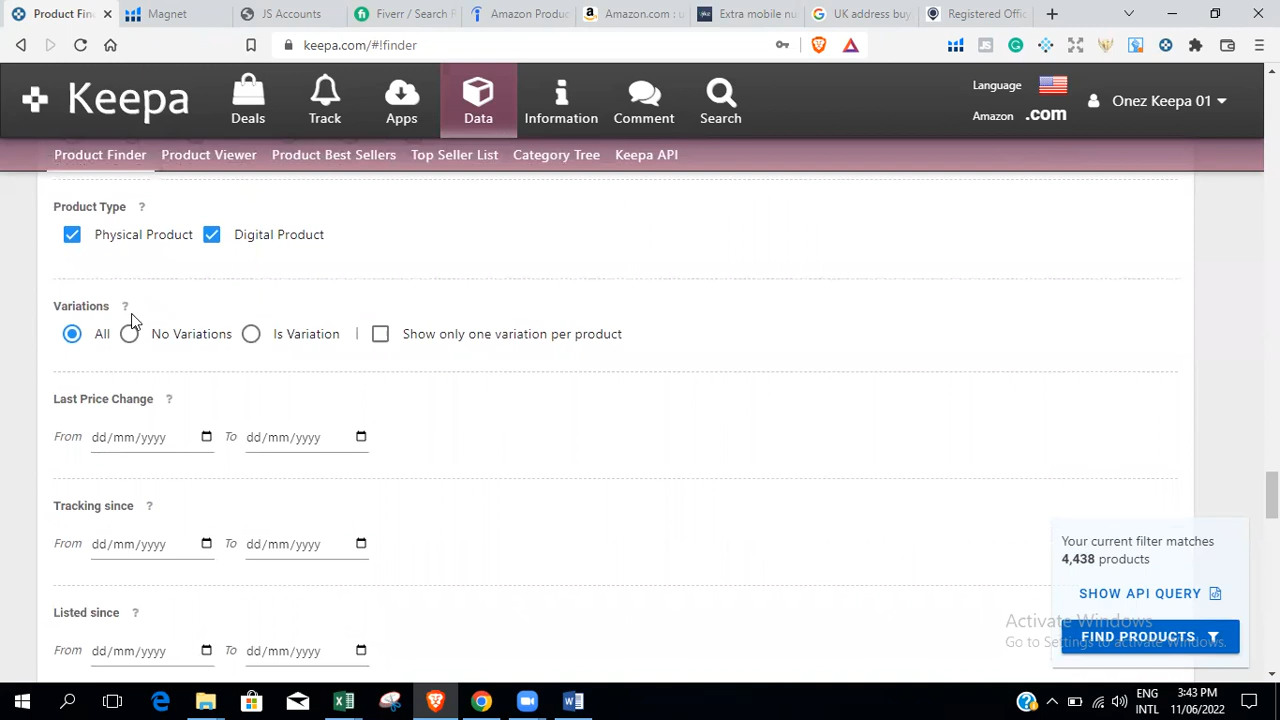 Product Fin
Magnet
JS Accounts
Fiverr / Search F
Amazon Produc
Amazon.com : u
Extra mobile nu
UK address buy
Registered Offic
keepa.com/#!finder
Keepa
Deals
Track
Apps
Data
Information
Comment
Search
Language
Amazon .com
Onez Keepa 01
Product Finder
Product Viewer
Product Best Sellers
Top Seller List
Category Tree
Keepa API
Product Type ?
Physical Product
Digital Product
Variations ?
All
No Variations
Is Variation
|
Show only one variation per product
Last Price Change ?
From dd/mm/yyyy To dd/mm/yyyy
Tracking since ?
From dd/mm/yyyy To dd/mm/yyyy
Your current filter matches
4,438 products
SHOW API QUERY
Listed since ?
Activate Windows
FIND PRODUCTS
Go to Settings to activate Windows.
From dd/mm/yyyy To dd/mm/yyyy
ENG
INTL
3:43 PM
11/06/2022